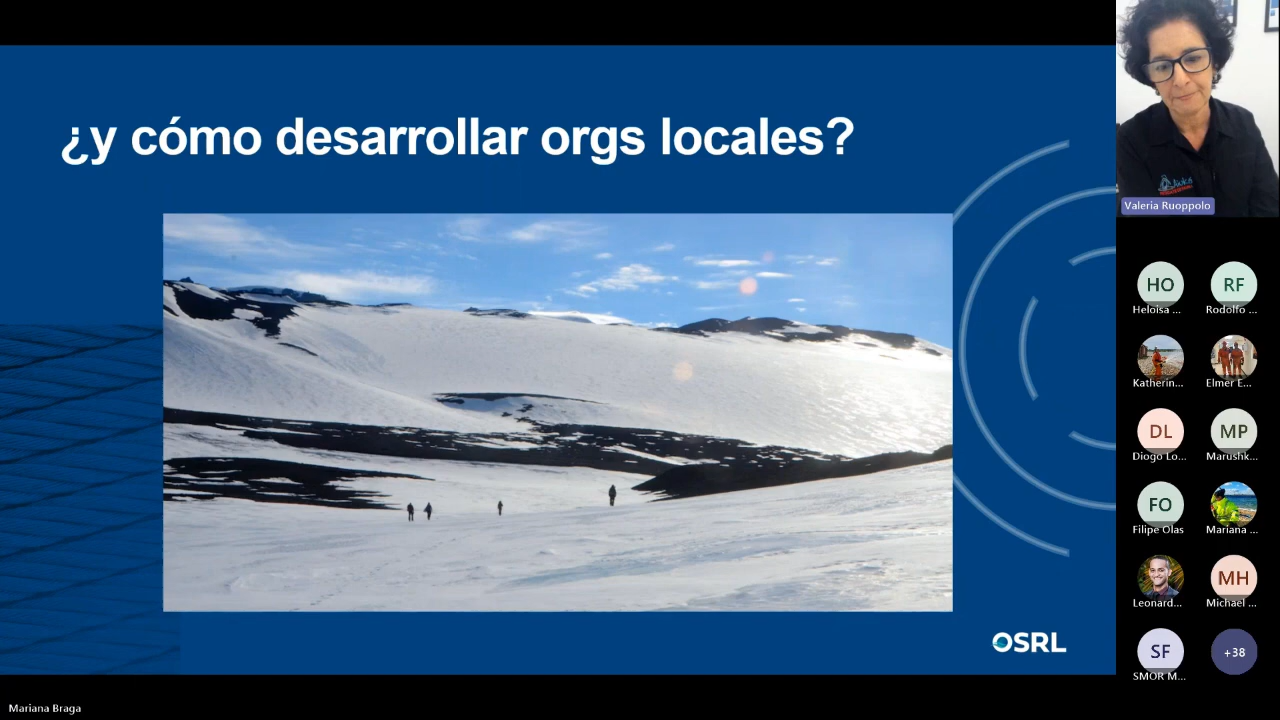 ¿y cómo desarrollar orgs locales?
OSRL
Valeria Ruoppolo
HO
Heloisa ...
RF
Rodolfo ...
Katherin...
Elmer E...
DL
Diogo Lo...
MP
Marushk...
FO
Filipe Olas
Mariana ...
Leonard...
MH
Michael ...
SF
SMOR M...
+38
Mariana Braga